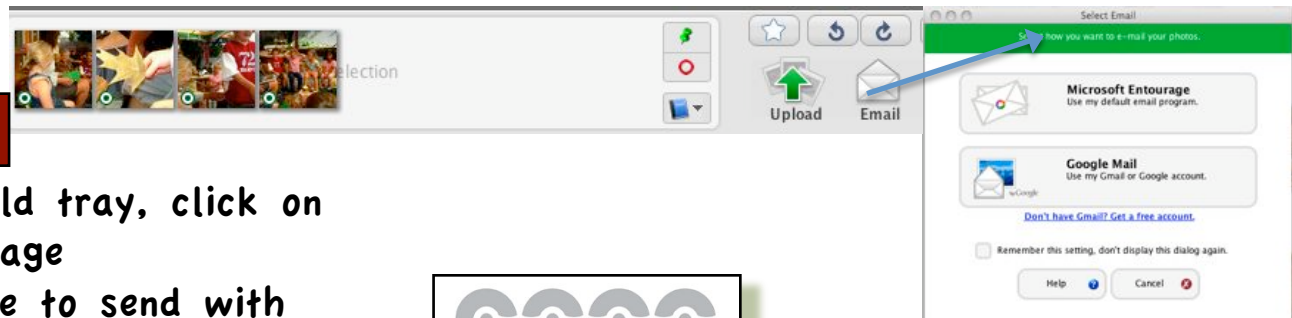 election
Upload
Email
ld tray, click on
age
e to send with
Select Email
how you want to e-mail your photos.
Microsoft Entourage
Use my default email program.
Google Mail
Use my Gmail or Google account.
by Google
Don't have Gmail? Get a free account.
Remember this setting, don't display this dialog again.
Help
Cancel